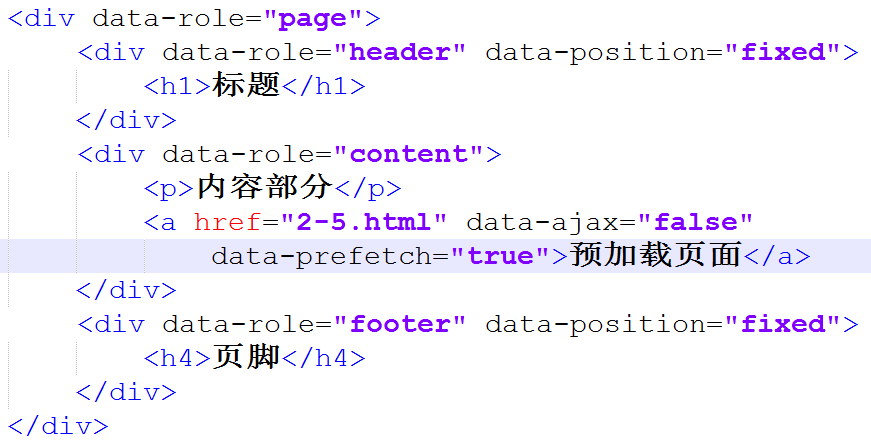 <div data-role="page">
<div data-role="header" data-position="fixed">
<h1>标题</h1>
</div>
<div data-role="content">
<p>内容部分</p>
<a href="2-5.html" data-ajax="false"
data-prefetch="true">预加载页面</a>
</div>
<div data-role="footer" data-position="fixed">
<h4>页脚</h4>
</div>
</div>